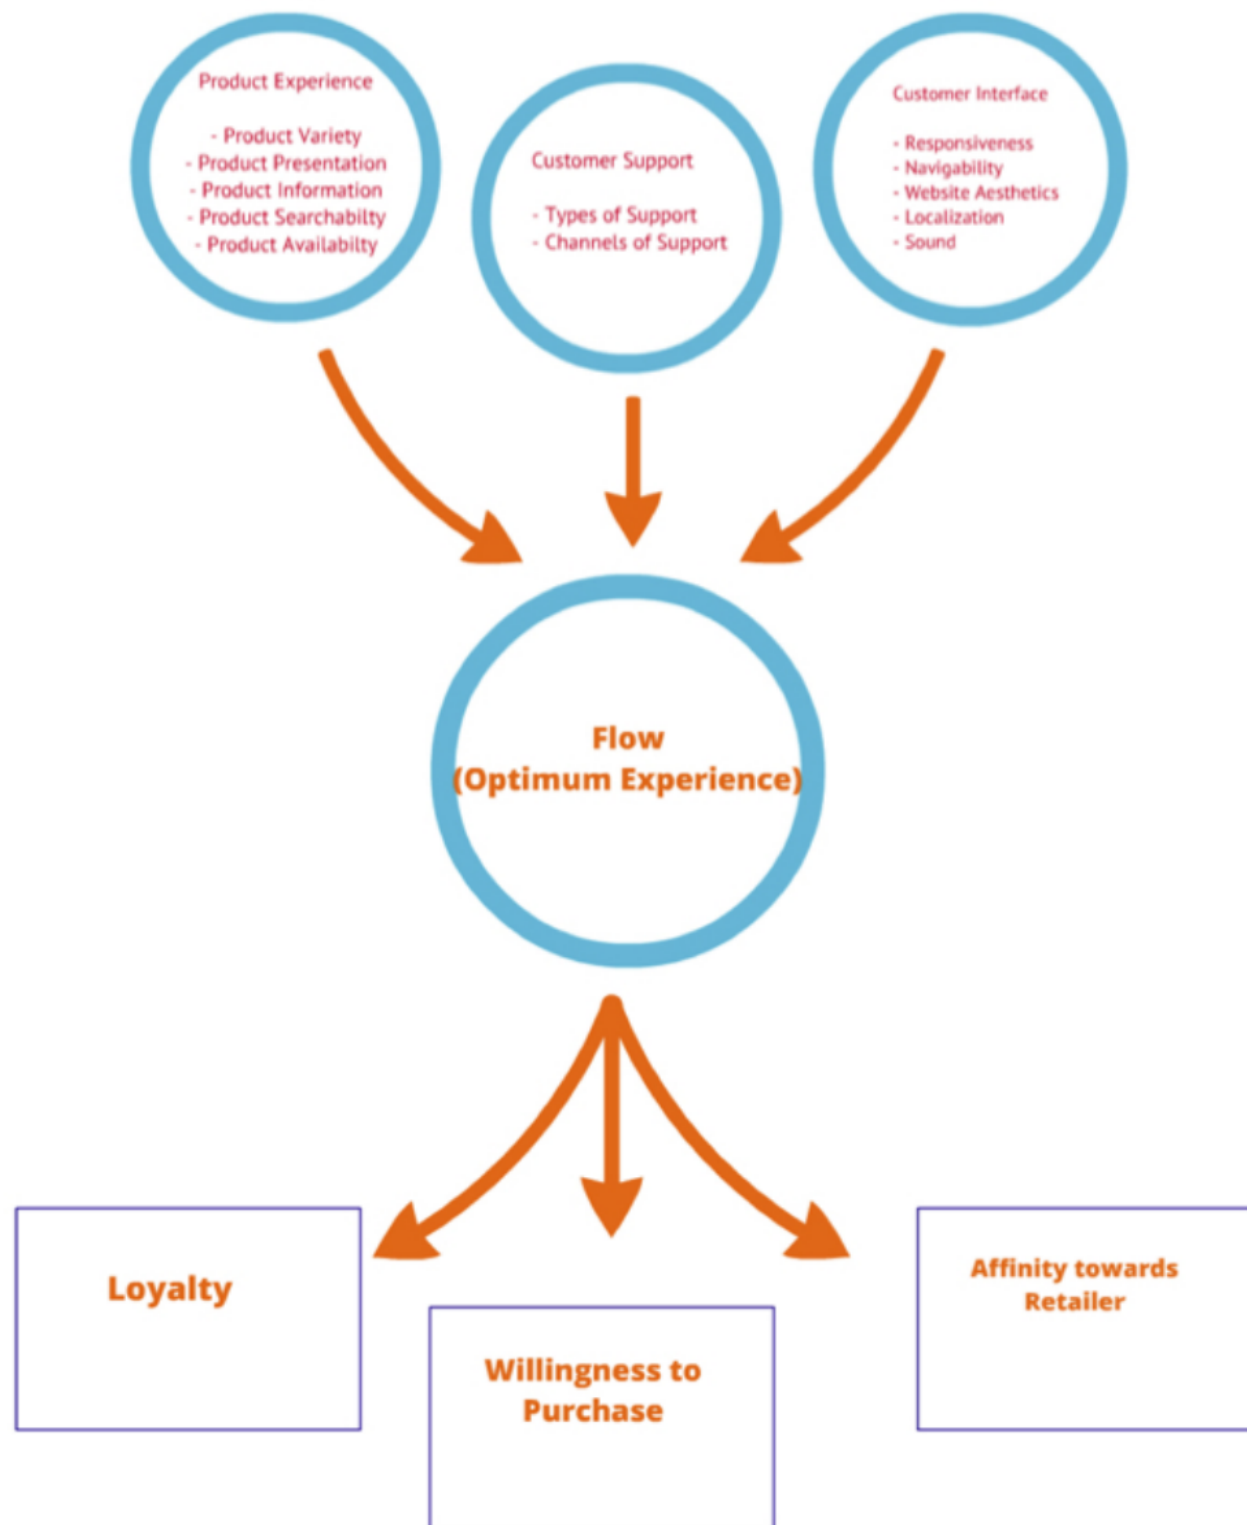 Product Experience
- Product Variety
- Product Presentation
- Product Information
- Product Searchabilty
- Product Availabilty
Customer Support
- Types of Support
- Channels of Support
Customer Interface
- Responsiveness
- Navigability
- Website Aesthetics
- Localization
- Sound
Flow
(Optimum Experience)
Loyalty
Willingness to
Purchase
Affinity towards
Retailer